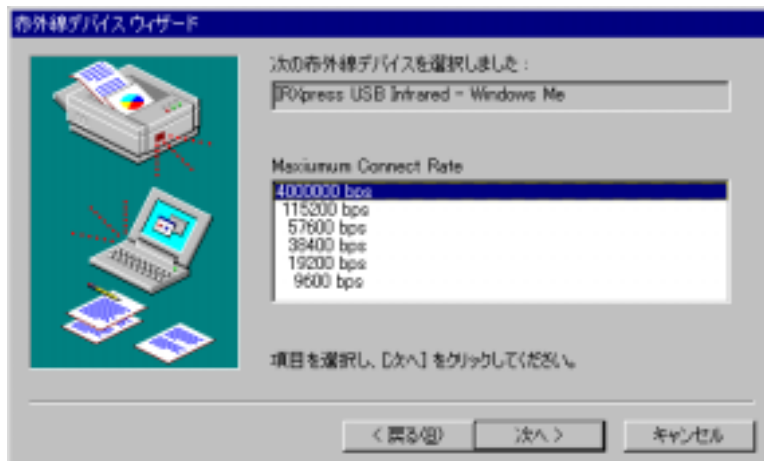 赤外線デバイス ウィザード
次の赤外線デバイスを選択しました :
IRXpress USB Infrared - Windows Me
Maxiumum Connect Rate
4000000 bps
115200 bps
57600 bps
38400 bps
19200 bps
9600 bps
項目を選択し、[次へ] をクリックしてください。
< 戻る(B)
次へ >
キャンセル